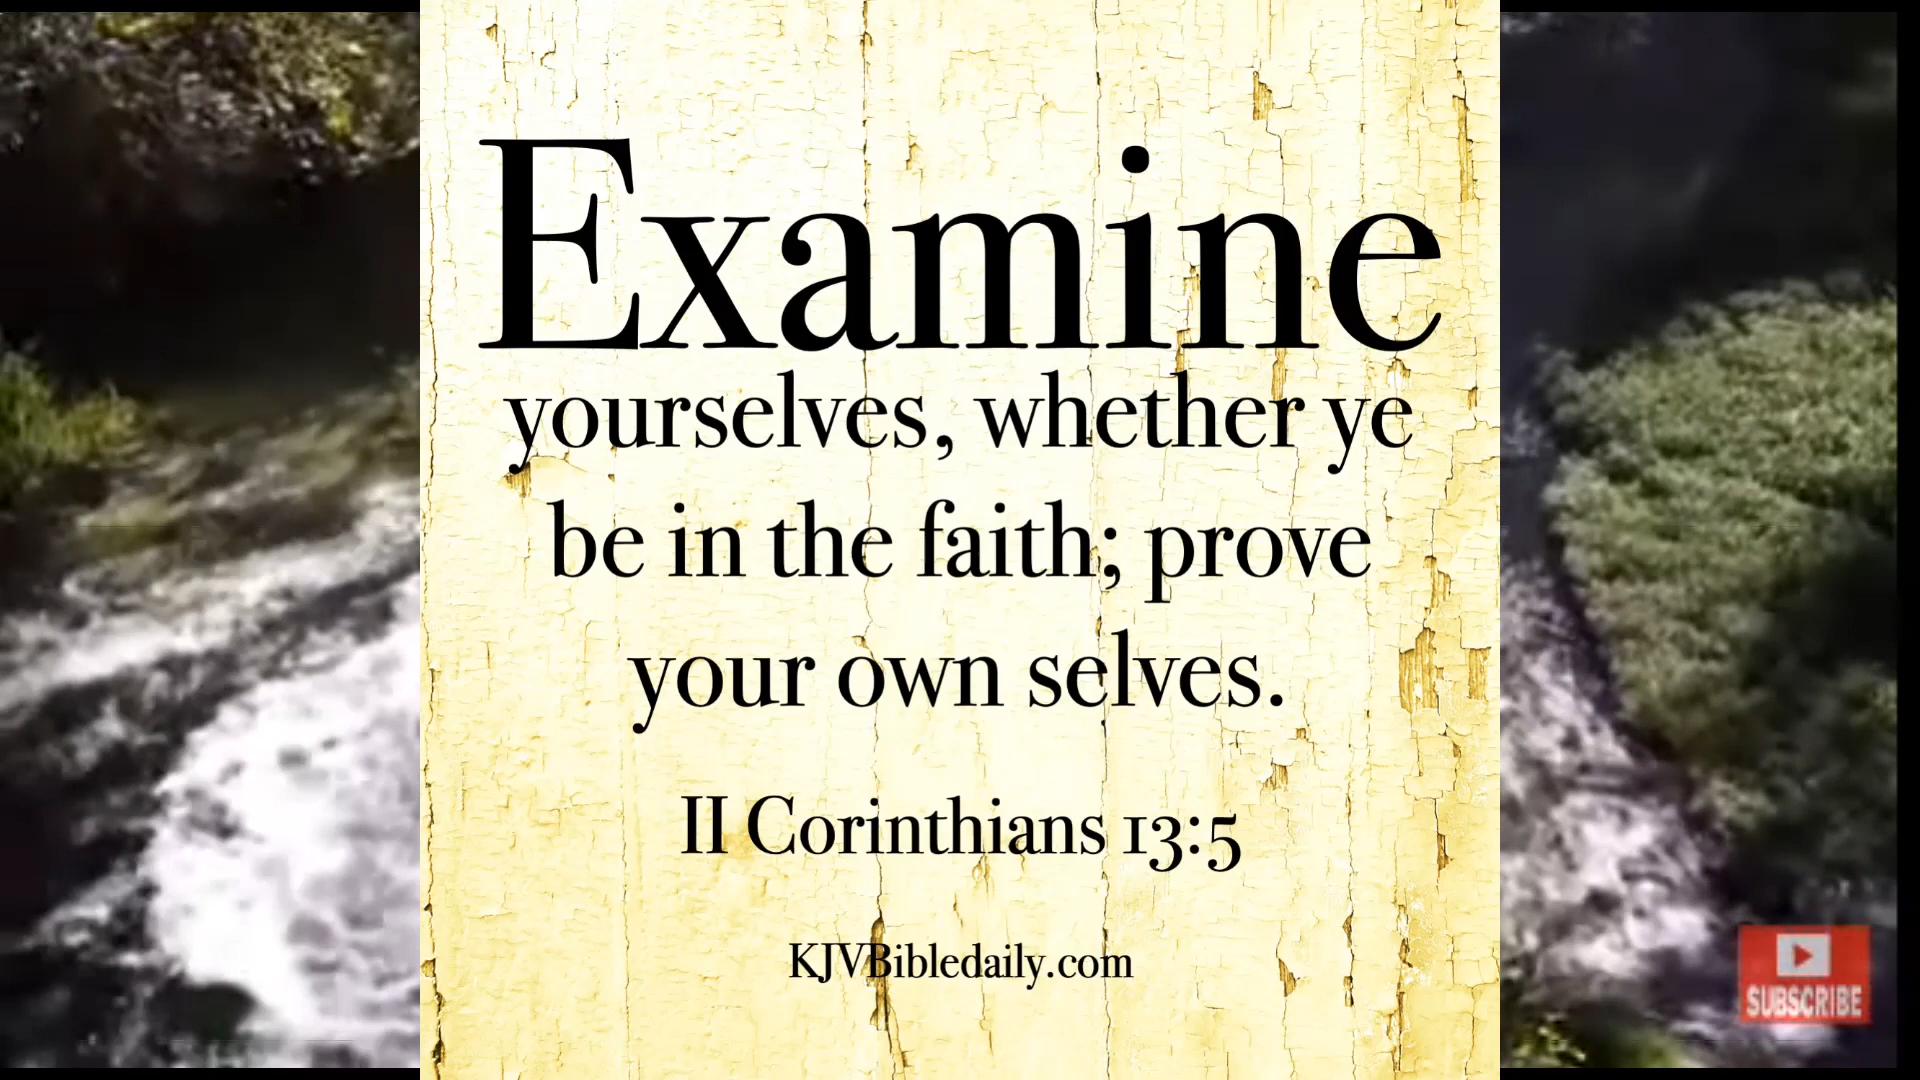 Examine
yourselves, whether ye
be in the faith; prove
your own selves.
II Corinthians 13:5
KJVBibledaily.com
SUBSCRIBE